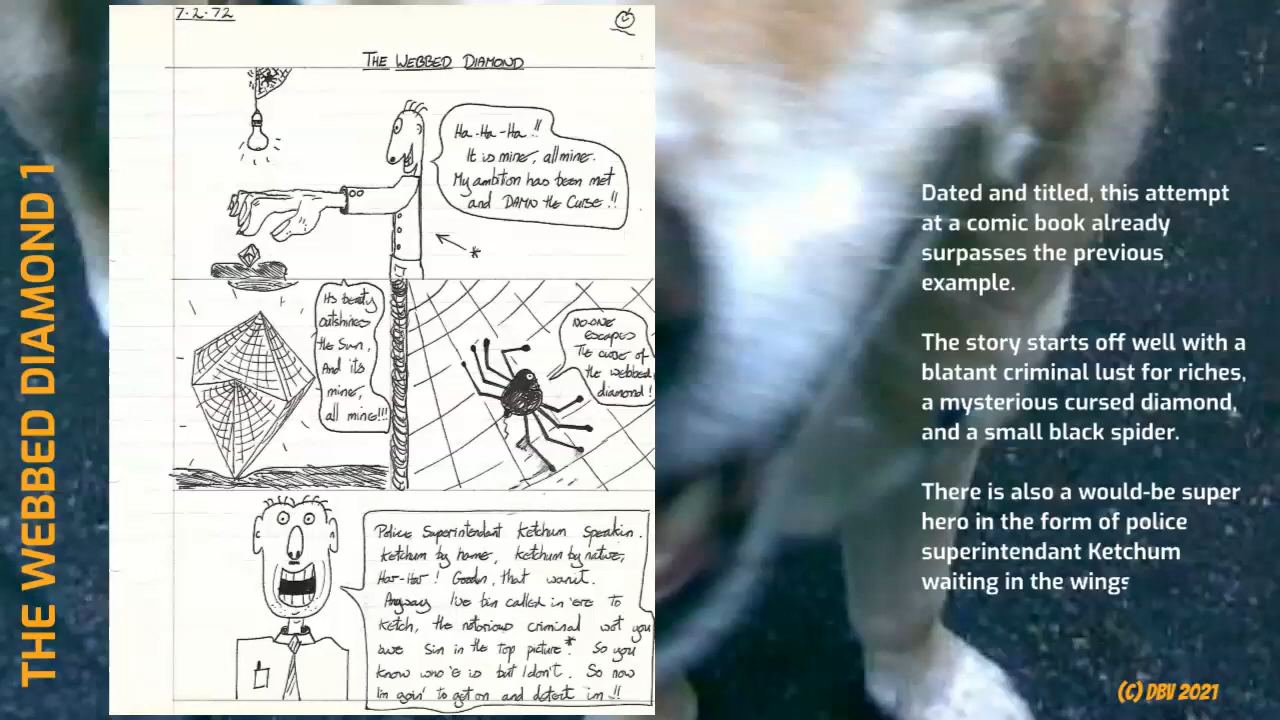 THE WEBBED DIAMOND 1
7.2.72
THE WEBBED DIAMOND
Ha-Ha-Ha!!
It is mine, all mine.
My ambition has been met
and DAMN the Curse!!
*
Its beauty
outshines
the Sun,
And its
mine,
all mine!!!
NO-ONE
escapes
The curse of
the webbed
diamond!
Police Superintendant Ketchum speakin.
Ketchum by name, Ketchum by native,
Har-Har! Goodn, that wornit.
Anyway I've bin called in 'ere to
Ketch, the notorious criminal wot you
ave Sin in the top picture*. So you
know who 'e is but I don't. So now
I'm goin' to get on and detect im!!
Dated and titled, this attempt
at a comic book already
surpasses the previous
example.
The story starts off well with a
blatant criminal lust for riches,
a mysterious cursed diamond,
and a small black spider.
There is also a would-be super
hero in the form of police
superintendant Ketchum
waiting in the wings
(C) DBV 2021